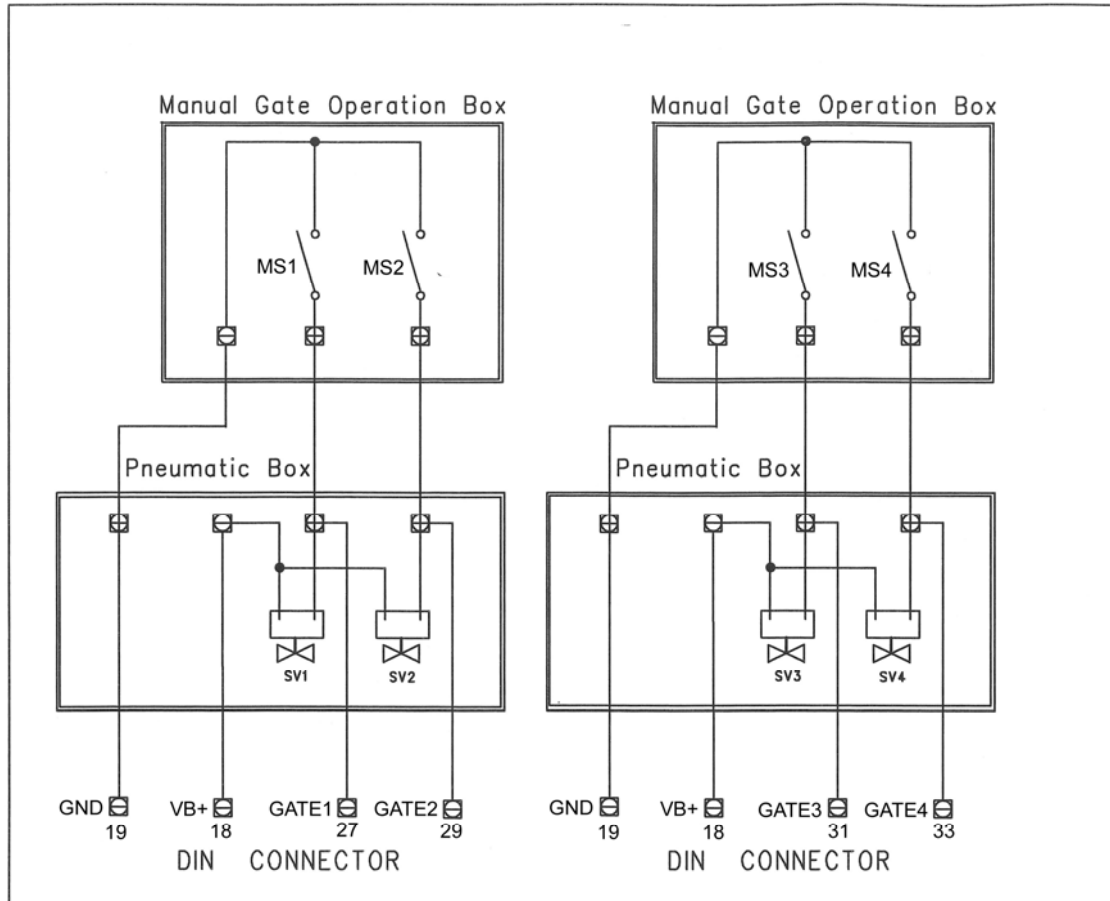 Manual Gate Operation Box
Manual Gate Operation Box
MS1
MS2
MS3
MS4
Pneumatic Box
Pneumatic Box
SV1
SV2
SV3
SV4
GND
VB+
GATE1
GATE2
GND
VB+
GATE3
GATE4
19
18
27
29
19
18
31
33
DIN CONNECTOR
DIN CONNECTOR